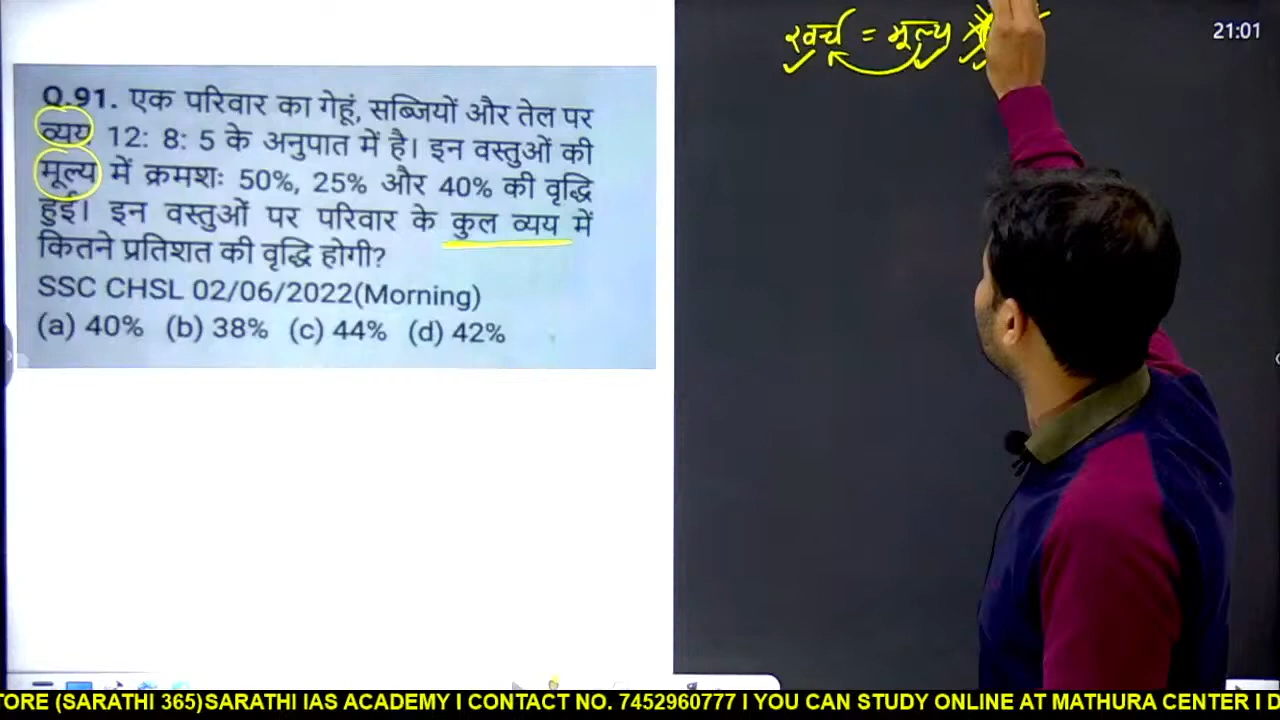 खर्च = मूल्य ×
21:01
Q.91. एक परिवार का गेहूं, सब्जियों और तेल पर
व्यय 12: 8: 5 के अनुपात में है। इन वस्तुओं की
मूल्य में क्रमशः 50%, 25% और 40% की वृद्धि
हुई। इन वस्तुओं पर परिवार के कुल व्यय में
कितने प्रतिशत की वृद्धि होगी?
SSC CHSL 02/06/2022(Morning)
(a) 40% (b) 38% (c) 44% (d) 42%
TORE (SARATHI 365)SARATHI IAS ACADEMY I CONTACT NO. 7452960777 I YOU CAN STUDY ONLINE AT MATHURA CENTER I D